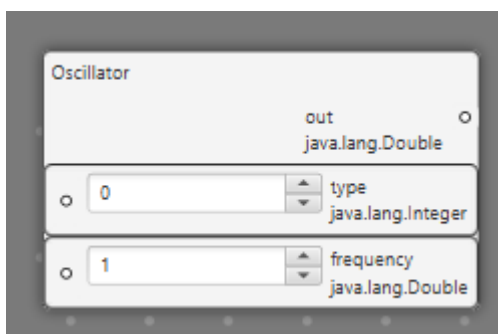 Oscillator
out
java.lang.Double
0
type
java.lang.Integer
1
frequency
java.lang.Double